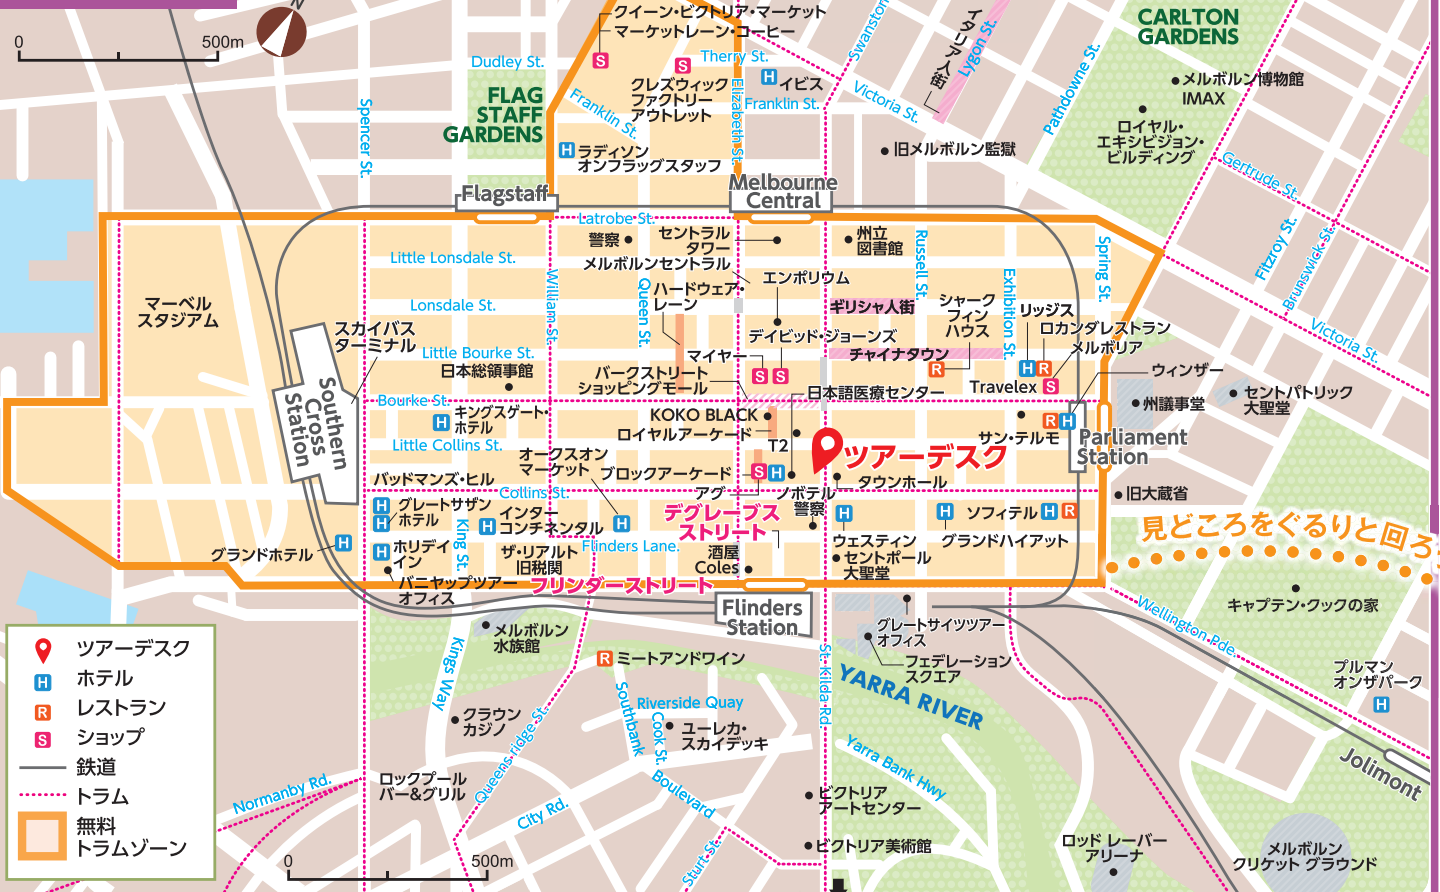 0
500m
N
クイーン・ビクトリア・マーケット
マーケットレーン・コーヒー
Swanston
イタリア人街
Lygon St.
CARLTON
GARDENS
Dudley St.
S
S
Therry St.
H
イビス
クレズウィック
ファクトリー
アウトレット
Elizabeth St.
Franklin St.
Franklin St.
Victoria St.
Pathdowne St.
メルボルン博物館
IMAX
ロイヤル・
エキシビジョン・
ビルディング
FLAG
STAFF
GARDENS
Spencer St.
H
ラディソン
オンフラッグスタッフ
旧メルボルン監獄
Gertrude St.
Flagstaff
Melbourne
Central
Fitzroy St.
Brunswick St.
Victoria St.
Latrobe St.
警察
セントラル
タワー
州立
図書館
Russell St.
Spring St.
メルボルンセントラル
エンポリウム
Little Lonsdale St.
William St.
Queen St.
ハードウェア・
レーン
Exhibition St.
マーベル
スタジアム
Lonsdale St.
ギリシャ人街
シャーク
フィン
ハウス
リッジス
スカイバス
ターミナル
デイビッド・ジョーンズ
ロカンダレストラン
メルボリア
Little Bourke St.
マイヤー
チャイナタウン
日本総領事館
バークストリート
ショッピングモール
S
S
R
H
R
ウィンザー
Travelex
S
日本語医療センター
セントパトリック
大聖堂
州議事堂
Bourke St.
Southern
Cross
Station
H
キングスゲート・
ホテル
KOKO BLACK
ロイヤルアーケード
T2
R
H
サン・テルモ
Parliament
Station
Little Collins St.
オークスオン
マーケット
ブロックアーケード
S
H
ツアーデスク
バッドマンズ・ヒル
Collins St.
アグ
ノボテル
タウンホール
旧大蔵省
H
グレートサザン
ホテル
H
King St.
H
インター
コンチネンタル
H
デグレーブス
ストリート
警察
H
ウェスティン
H
グランドハイアット
ソフィテル
H
R
見どころをぐるりと回ろ
グランドホテル
H
H
ホリデイ
イン
ザ・リアルト
旧税関
Flinders Lane.
酒屋
Coles
セントポール
大聖堂
バニヤップツアー
オフィス
フリンダーストリート
Flinders
Station
Wellington Pde.
キャプテン・クックの家
グレートサイツツアー
オフィス
フェデレーション
スクエア
メルボルン
水族館
Kings Way
R
ミートアンドワイン
YARRA RIVER
St. Kilda Rd.
プルマン
オンザパーク
H
Jolimont
ツアーデスク
H
ホテル
R
レストラン
S
ショップ
鉄道
トラム
無料
トラムゾーン
クラウン
カジノ
Queens ridge St.
Southbank
Boulevard
Riverside Quay
Cook St.
ユーレカ・
スカイデッキ
Yarra Bank Hwy
Normanby Rd.
ロックプール
バー&グリル
City Rd.
ビクトリア
アートセンター
ビクトリア美術館
Sturt St.
ロッド レーバー
アリーナ
メルボルン
クリケット グラウンド
0
500m